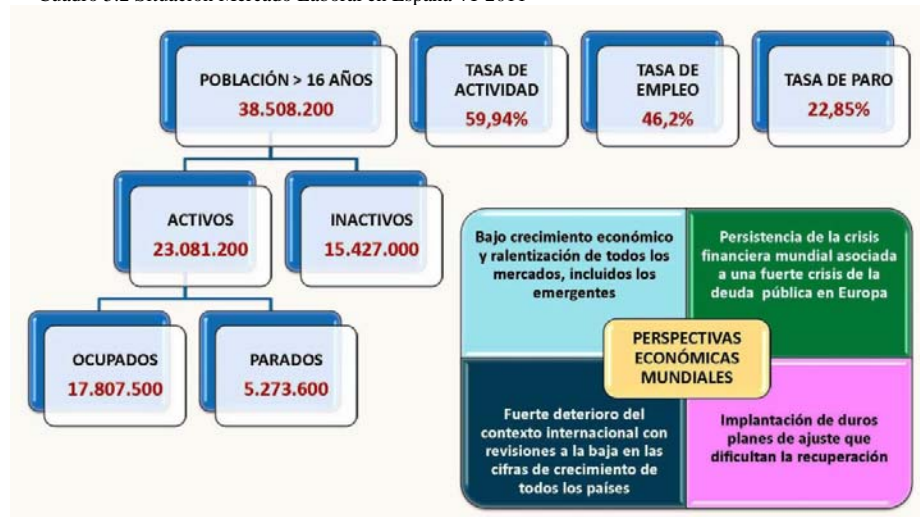 Cuadro 3.2 Situación Mercado Laboral en España VI 2011
POBLACIÓN > 16 AÑOS
38.508.200
TASA DE
ACTIVIDAD
59,94%
TASA DE
EMPLEO
46,2%
TASA DE PARO
22,85%
ACTIVOS
23.081.200
INACTIVOS
15.427.000
OCUPADOS
17.807.500
PARADOS
5.273.600
Bajo crecimiento económico
y ralentización de todos los
mercados, incluidos los
emergentes
Persistencia de la crisis
financiera mundial asociada
a una fuerte crisis de la
deuda pública en Europa
PERSPECTIVAS
ECONÓMICAS
MUNDIALES
Fuerte deterioro del
contexto internacional con
revisiones a la baja en las
cifras de crecimiento de
todos los países
Implantación de duros
planes de ajuste que
dificultan la recuperación